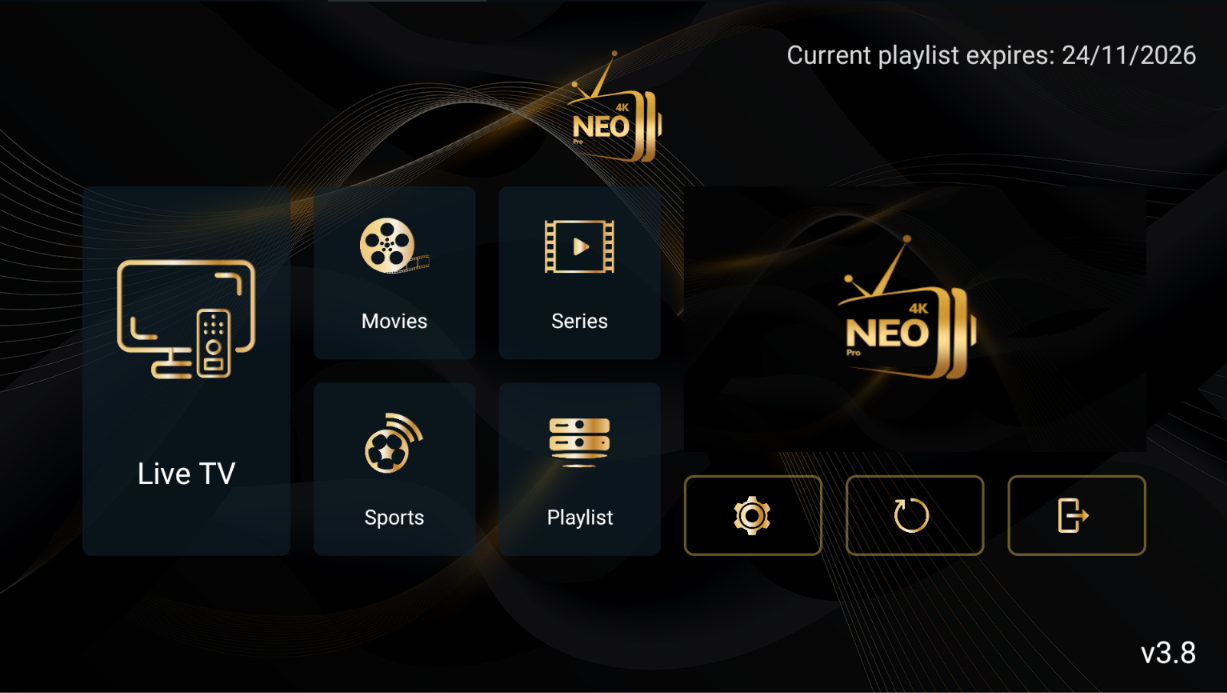 Current playlist expires: 24/11/2026
4K
NEO
Pro
Movies
Series
4K
NEO
Pro
Live TV
Sports
Playlist
v3.8